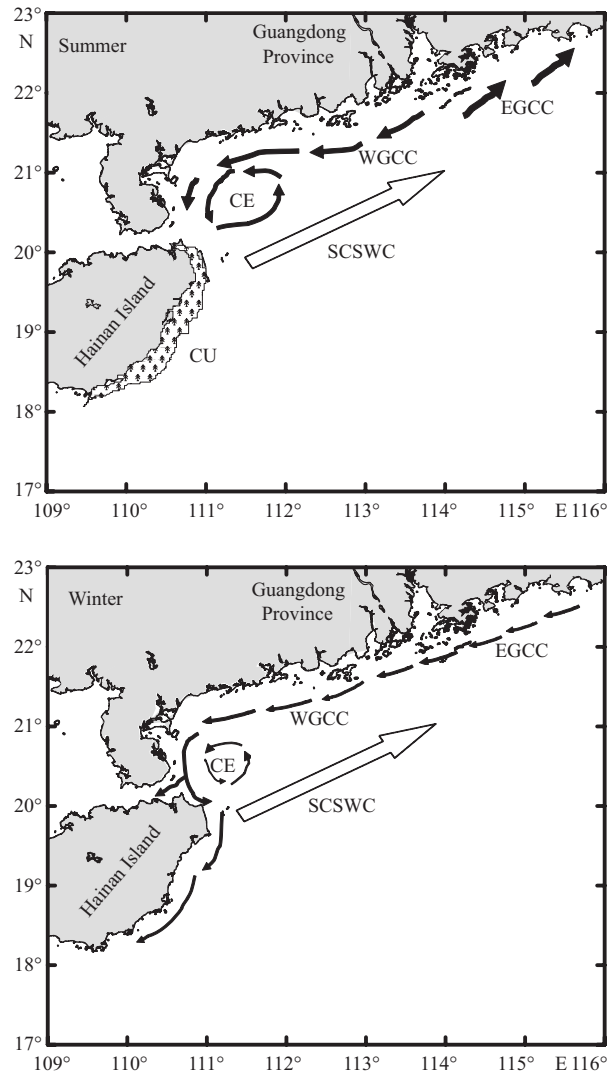 23°
N
22°
21°
20°
19°
18°
17°
Summer
Guangdong
Province
EGCC
WGCC
CE
SCSWC
Hainan Island
CU
109° 110° 111° 112° 113° 114° 115° E 116°
23°
N
22°
21°
20°
19°
18°
17°
Winter
Guangdong
Province
EGCC
WGCC
CE
SCSWC
Hainan Island
109° 110° 111° 112° 113° 114° 115° E 116°